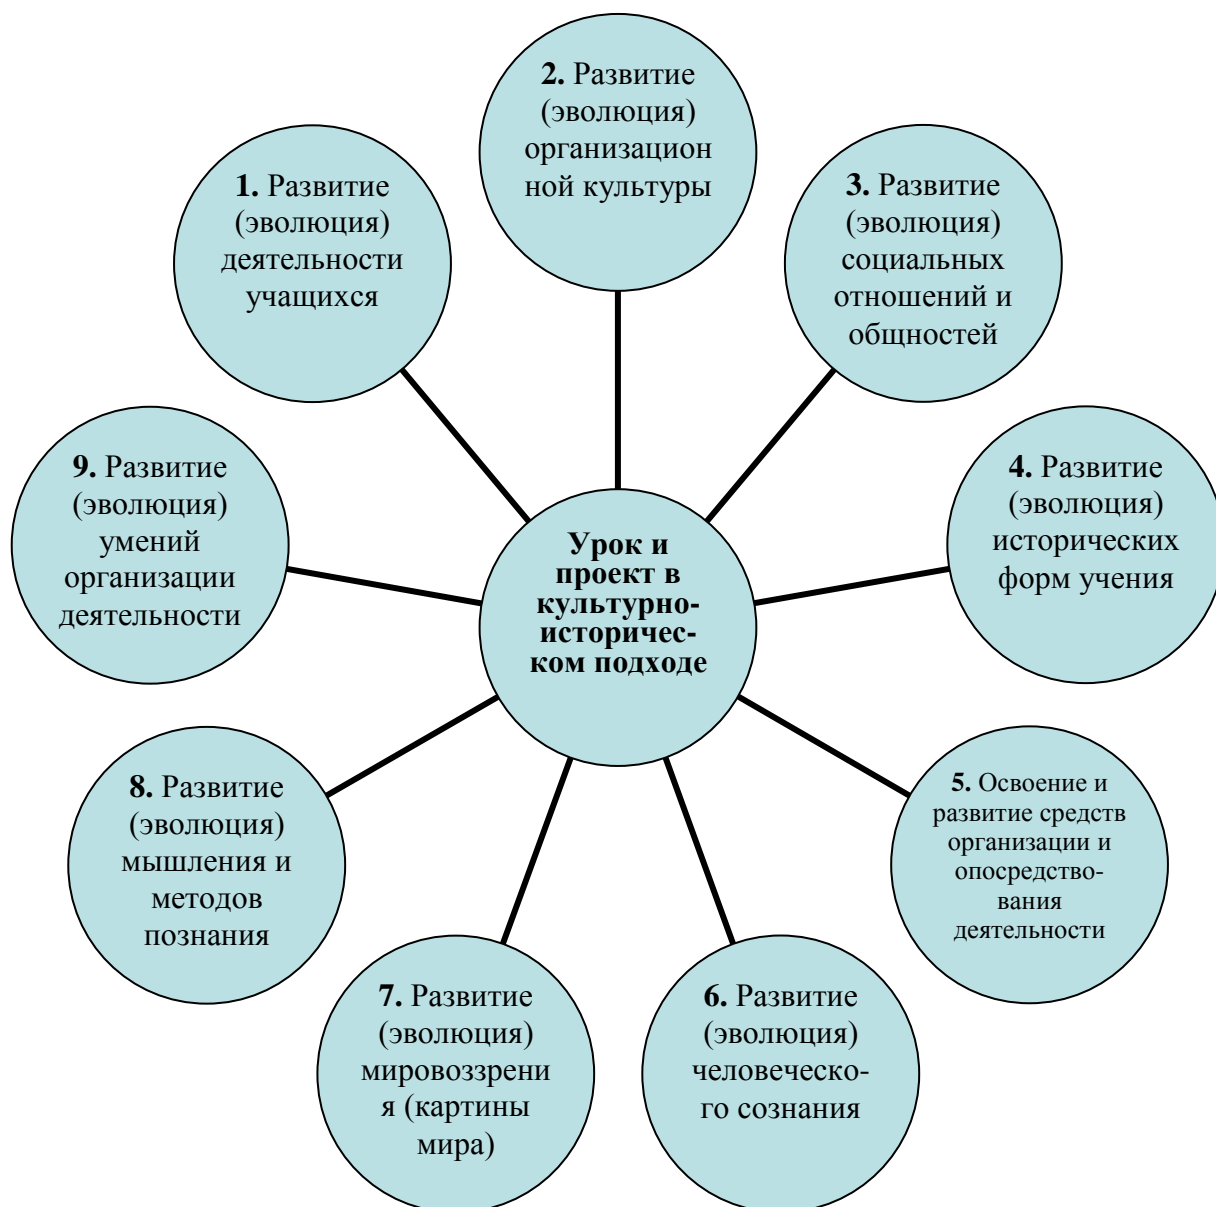 1. Развитие
(эволюция)
деятельности
учащихся
2. Развитие
(эволюция)
организацион
ной культуры
3. Развитие
(эволюция)
социальных
отношений и
общностей
4. Развитие
(эволюция)
исторических
форм учения
5. Освоение и
развитие средств
организации и
опосредство-
вания
деятельности
6. Развитие
(эволюция)
человеческо-
го сознания
7. Развитие
(эволюция)
мировоззрени
я (картины
мира)
8. Развитие
(эволюция)
мышления и
методов
познания
9. Развитие
(эволюция)
умений
организации
деятельности
Урок и
проект в
культурно-
историчес-
ком подходе